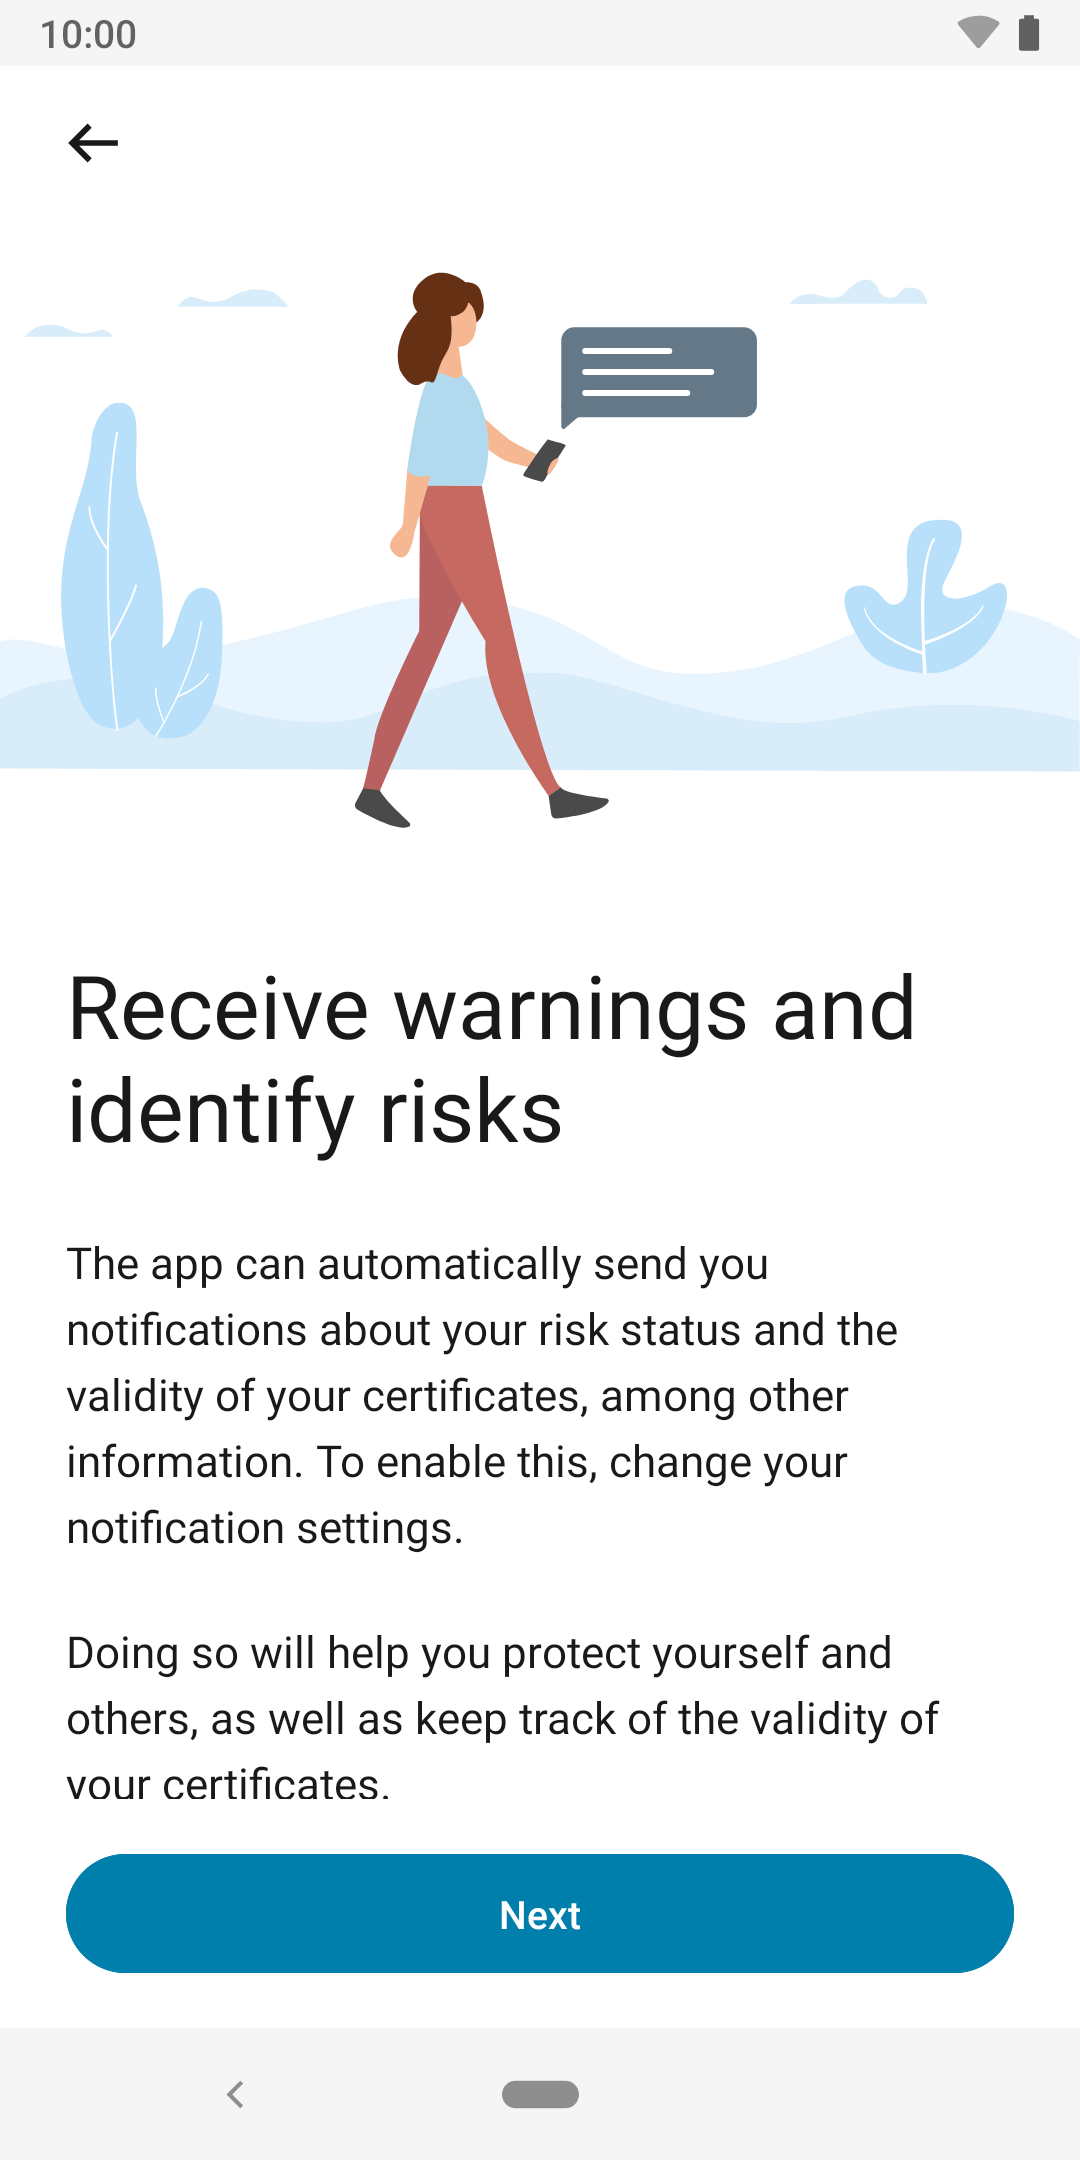 10:00
Receive warnings and
identify risks
The app can automatically send you
notifications about your risk status and the
validity of your certificates, among other
information. To enable this, change your
notification settings.
Doing so will help you protect yourself and
others, as well as keep track of the validity of
your certificates.
Next